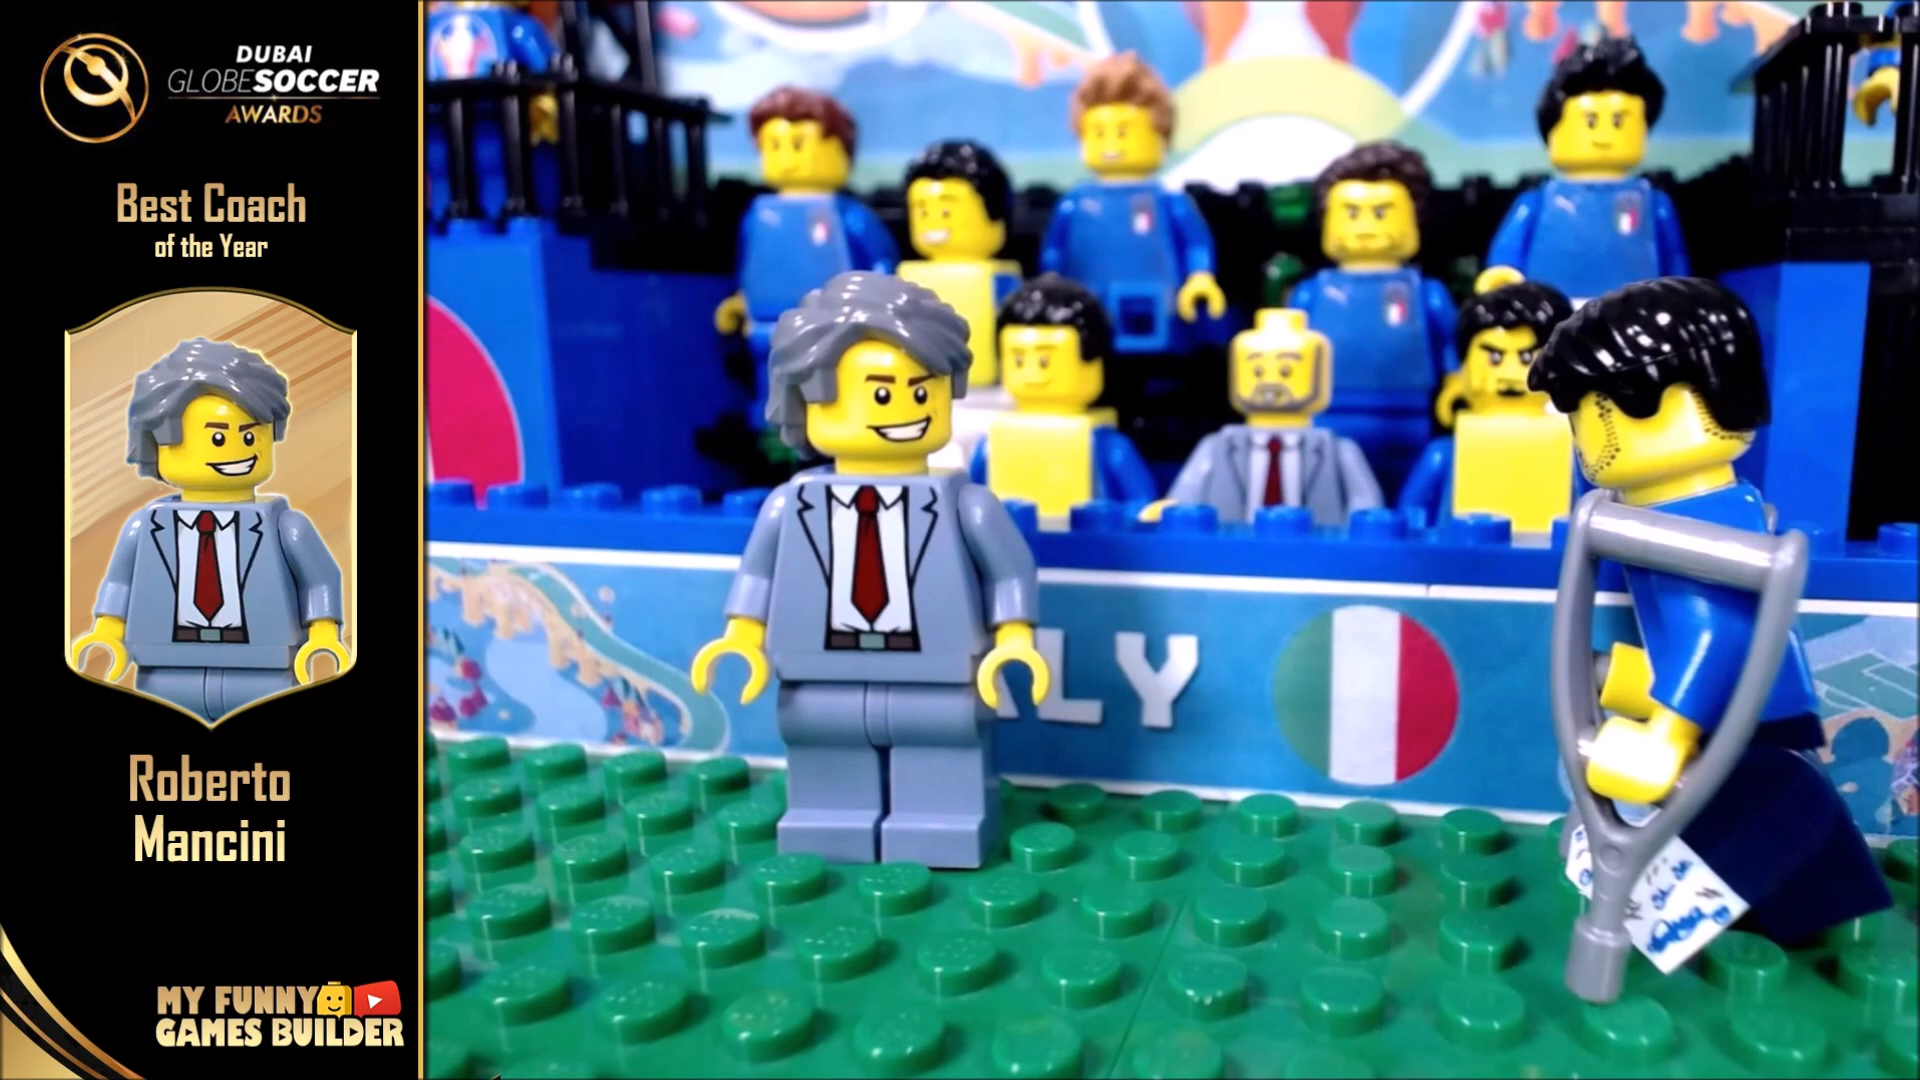 DUBAI
GLOBESOCCER
AWARDS
Best Coach
of the Year
Roberto
Mancini
MY FUNNY
GAMES BUILDER
LY